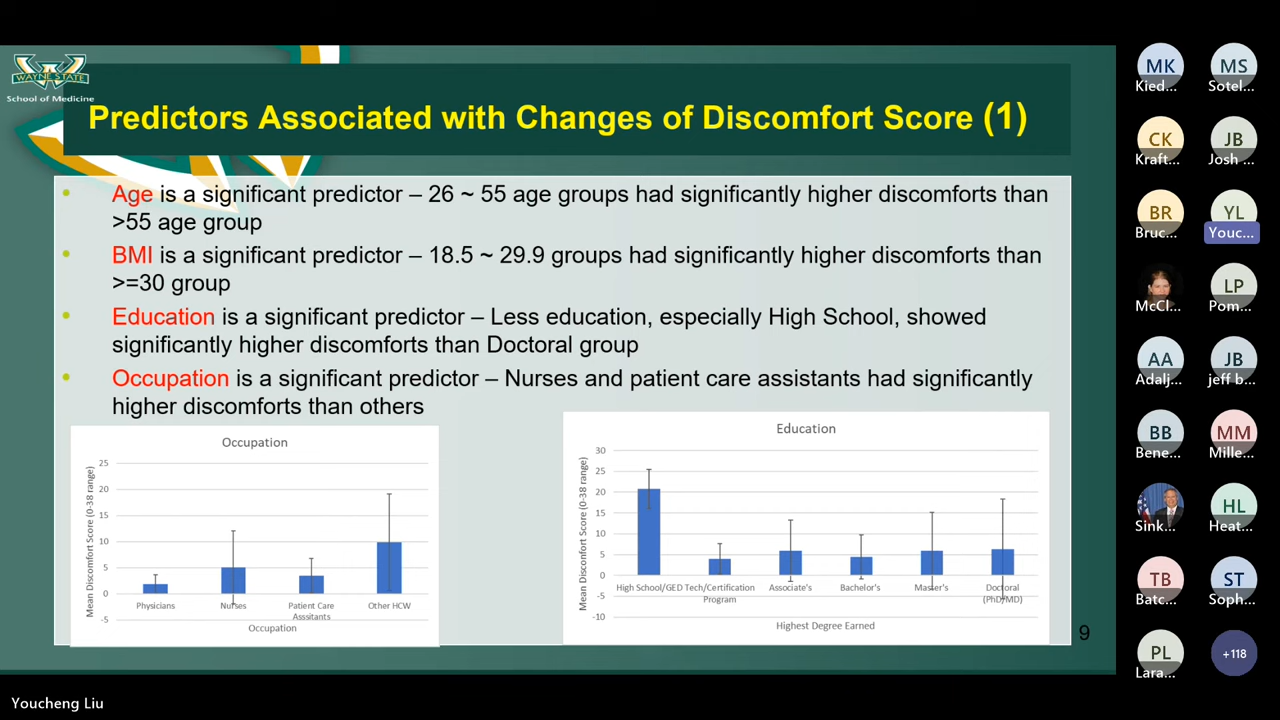 WAYNE STATE
School of Medicine
Predictors Associated with Changes of Discomfort Score (1)
• Age is a significant predictor – 26 ~ 55 age groups had significantly higher discomforts than
>55 age group
• BMI is a significant predictor – 18.5 ~ 29.9 groups had significantly higher discomforts than
>=30 group
• Education is a significant predictor – Less education, especially High School, showed
significantly higher discomforts than Doctoral group
• Occupation is a significant predictor – Nurses and patient care assistants had significantly
higher discomforts than others
Occupation
Mean Discomfort Score (0-38 range)
25
20
15
10
5
0
-5
Physicians
Nurses
Patient Care
Asssitants
Other HCW
Occupation
Education
Mean Disconfort Score (0-38 range)
30
25
20
15
10
5
0
-5
-10
High School/GED
Tech/Certification
Program
Associate's
Bachelor's
Master's
Doctoral
(PhD/MD)
Highest Degree Earned
9
MK
Kied...
MS
Sotel...
CK
Kraft...
JB
Josh ...
BR
Bruc...
YL
Youc...
McCl...
LP
Pom...
AA
Adalj...
JB
jeff b...
BB
Bene...
MM
Mille...
Sink...
HL
Heat...
TB
Batc...
ST
Soph...
PL
Lara...
+118
Youcheng Liu